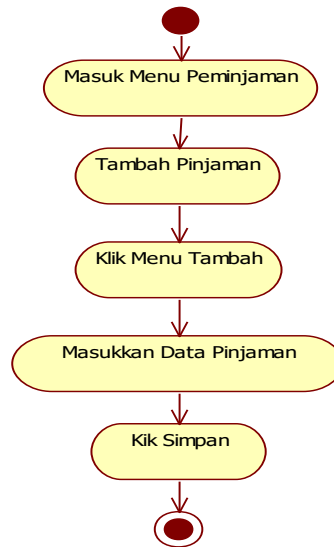 Masuk Menu Peminjaman
Tambah Pinjaman
Klik Menu Tambah
Masukkan Data Pinjaman
Kik Simpan